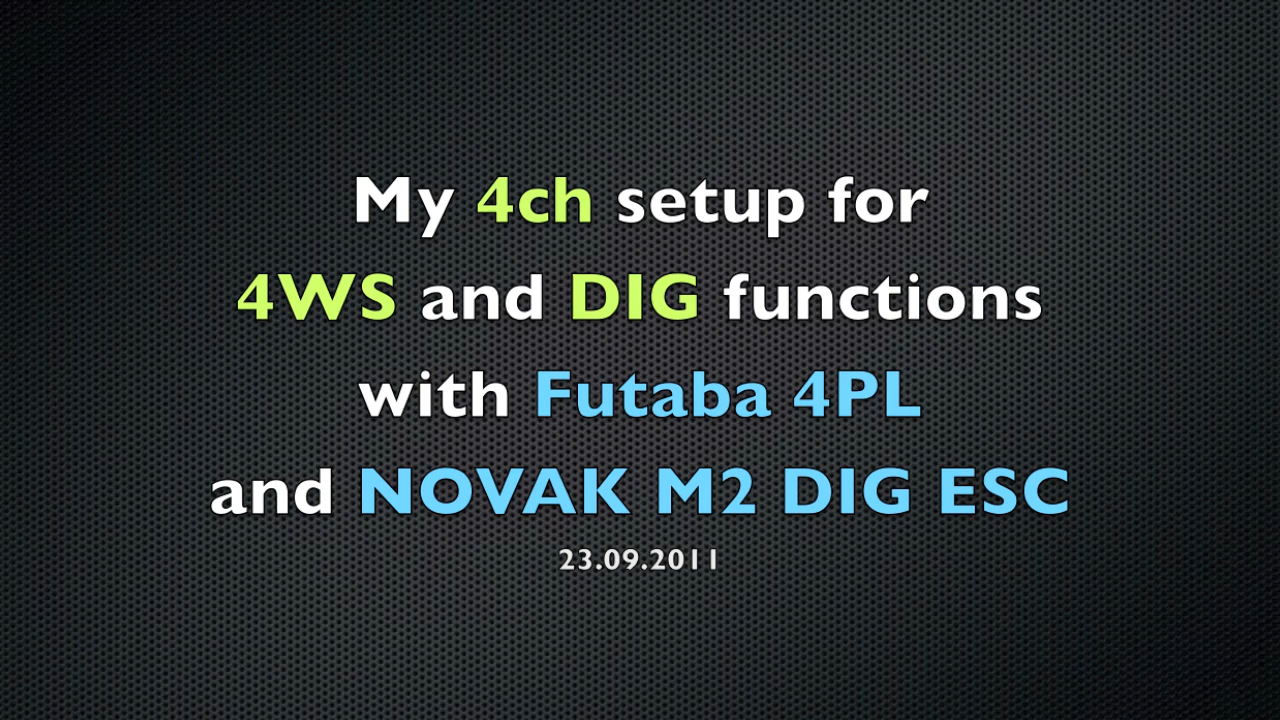 My 4ch setup for
4WS and DIG functions
with Futaba 4PL
and NOVAK M2 DIG ESC
23.09.2011